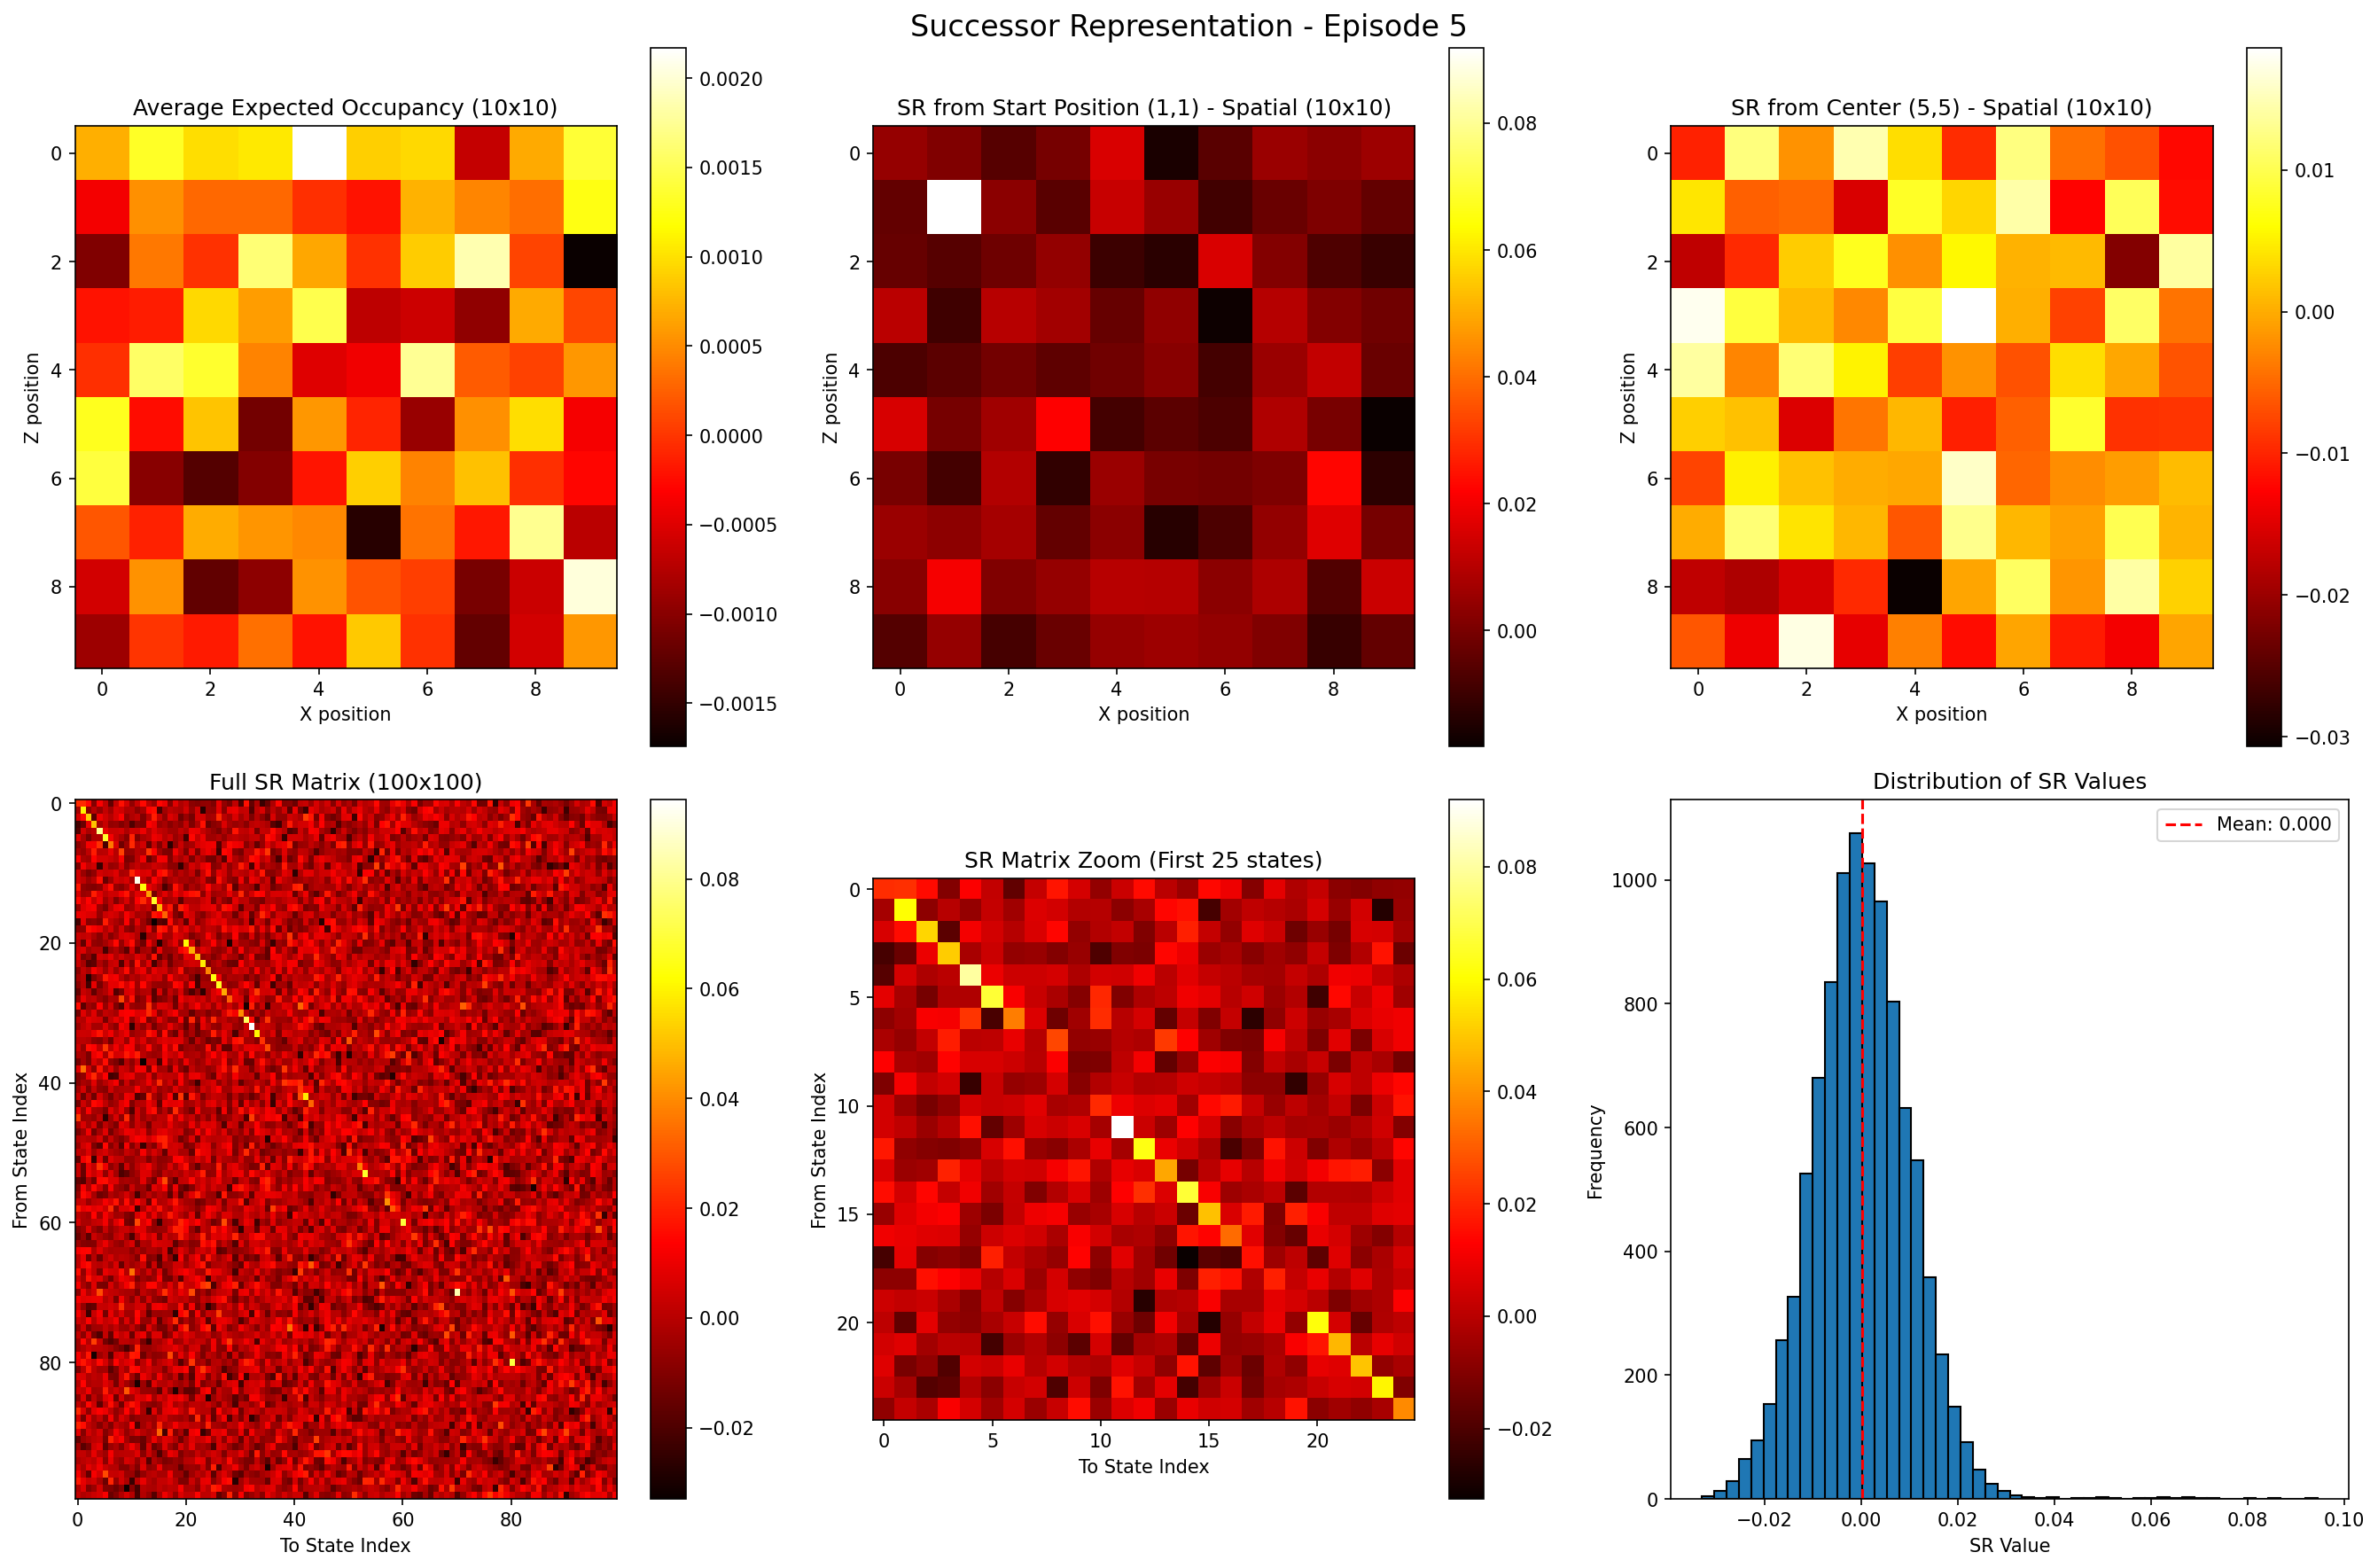 Successor Representation - Episode 5
Average Expected Occupancy (10x10)
0
2
4
6
8
Z position
0 2 4 6 8
X position
0.0020
0.0015
0.0010
0.0005
0.0000
−0.0005
−0.0010
−0.0015
SR from Start Position (1,1) - Spatial (10x10)
0
2
4
6
8
Z position
0 2 4 6 8
X position
0.08
0.06
0.04
0.02
0.00
SR from Center (5,5) - Spatial (10x10)
0
2
4
6
8
Z position
0 2 4 6 8
X position
0.01
0.00
−0.01
−0.02
−0.03
Full SR Matrix (100x100)
0
20
40
60
80
From State Index
0 20 40 60 80
To State Index
0.08
0.06
0.04
0.02
0.00
−0.02
SR Matrix Zoom (First 25 states)
0
5
10
15
20
From State Index
0 5 10 15 20
To State Index
0.08
0.06
0.04
0.02
0.00
−0.02
Distribution of SR Values
Mean: 0.000
1000
800
600
400
200
0
Frequency
−0.02 0.00 0.02 0.04 0.06 0.08 0.10
SR Value